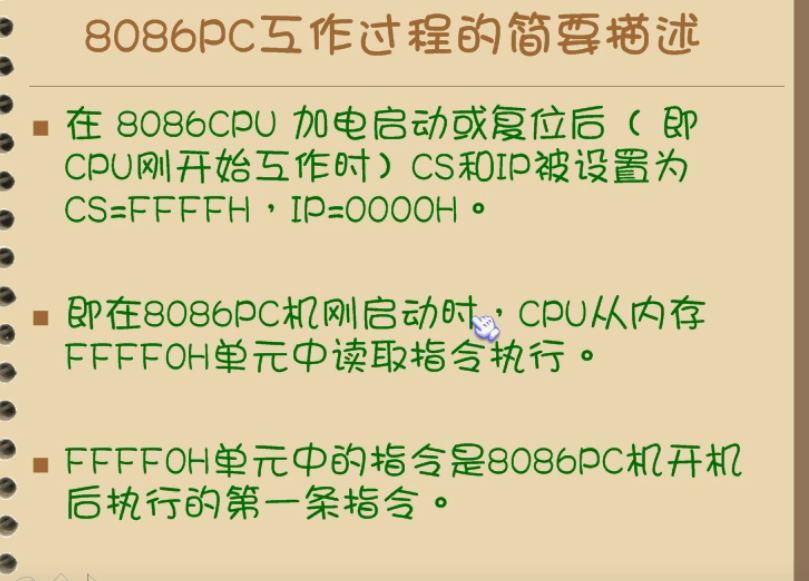 8086PC工作过程的简要描述
在 8086CPU 加电启动或复位后（ 即
CPU刚开始工作时）CS和IP被设置为
CS=FFFFH，IP=0000H。
即在8086PC机刚启动时，CPU从内存
FFFF0H单元中读取指令执行。
FFFF0H单元中的指令是8086PC机开机
后执行的第一条指令。